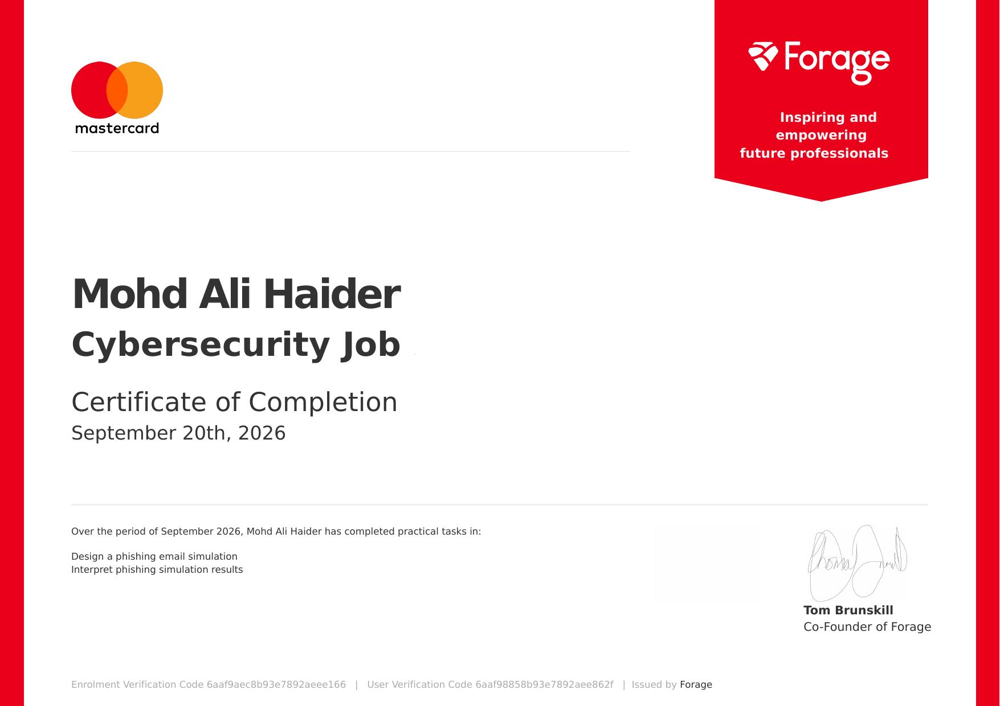 mastercard
Forage
Inspiring and
empowering
future professionals
Mohd Ali Haider
Cybersecurity Job
Certificate of Completion
September 20th, 2026
Over the period of September 2026, Mohd Ali Haider has completed practical tasks in:
Design a phishing email simulation
Interpret phishing simulation results
Tom Brunskill
Co-Founder of Forage
Enrolment Verification Code 6aaf9aec8b93e7892aeee166 | User Verification Code 6aaf98858b93e7892aee862f | Issued by Forage